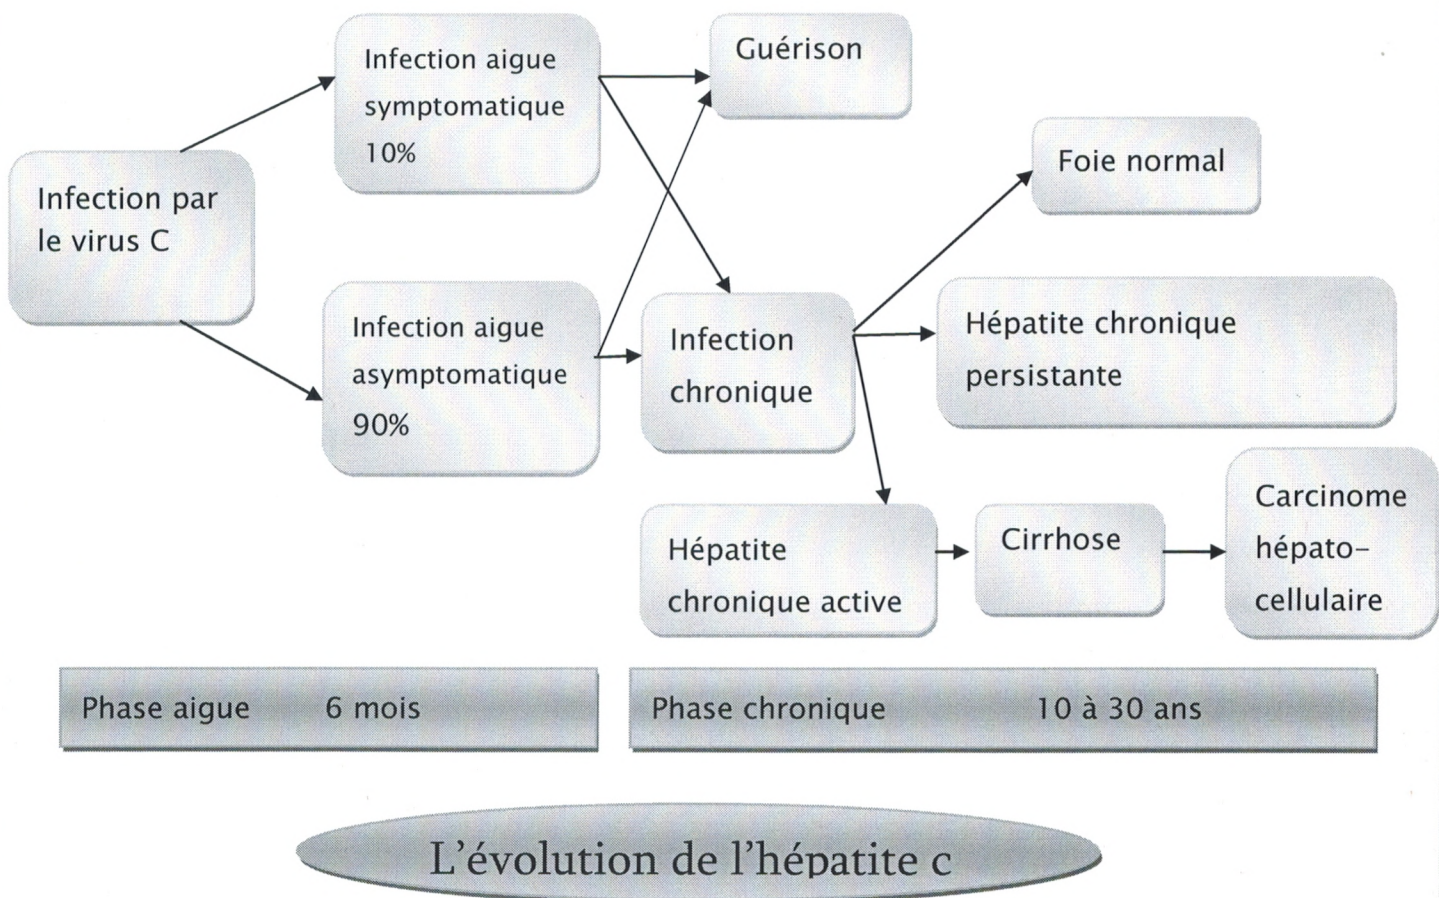 Infection par
le virus C
Infection aigue
symptomatique
10%
Infection aigue
asymptomatique
90%
Guérison
Infection
chronique
Foie normal
Hépatite chronique
persistante
Hépatite
chronique active
Cirrhose
Carcinome
hépato-
cellulaire
Phase aigue 6 mois
Phase chronique 10 à 30 ans
L'évolution de l'hépatite c